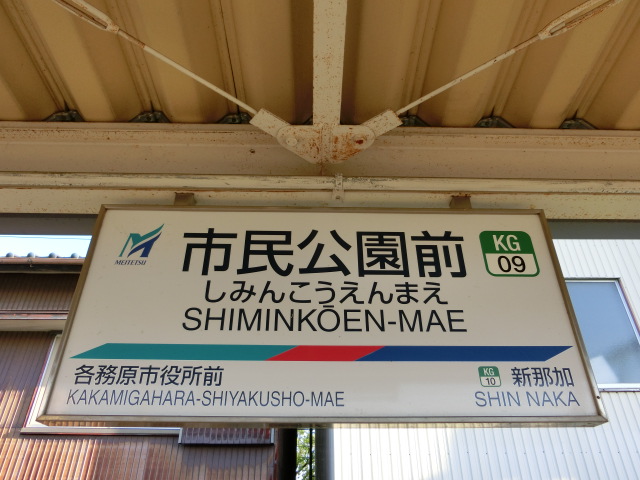 MEITETSU
市民公園前
KG
09
しみんこうえんまえ
SHIMINKŌEN-MAE
各務原市役所前
KAKAMIGAHARA-SHIYAKUSHO-MAE
KG
10
新那加
SHIN NAKA